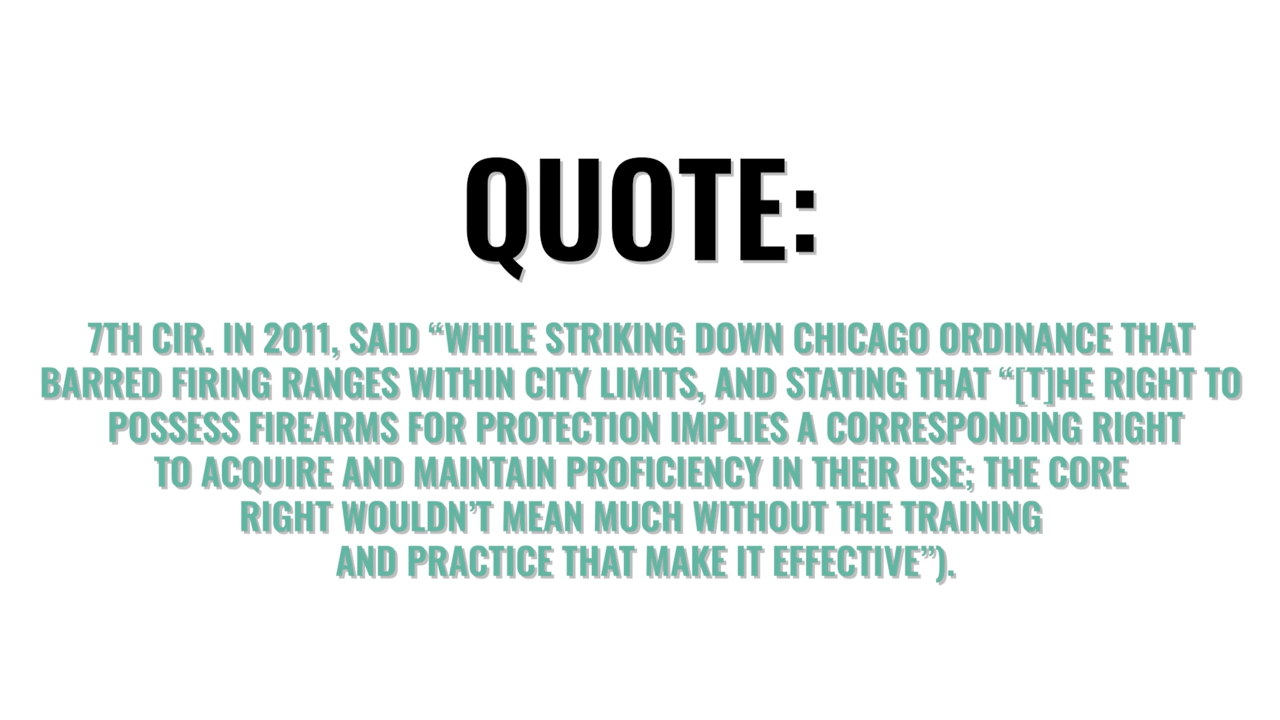 QUOTE:
7TH CIR. IN 2011, SAID “WHILE STRIKING DOWN CHICAGO ORDINANCE THAT
BARRED FIRING RANGES WITHIN CITY LIMITS, AND STATING THAT “[T]HE RIGHT TO
POSSESS FIREARMS FOR PROTECTION IMPLIES A CORRESPONDING RIGHT
TO ACQUIRE AND MAINTAIN PROFICIENCY IN THEIR USE; THE CORE
RIGHT WOULDN’T MEAN MUCH WITHOUT THE TRAINING
AND PRACTICE THAT MAKE IT EFFECTIVE”).